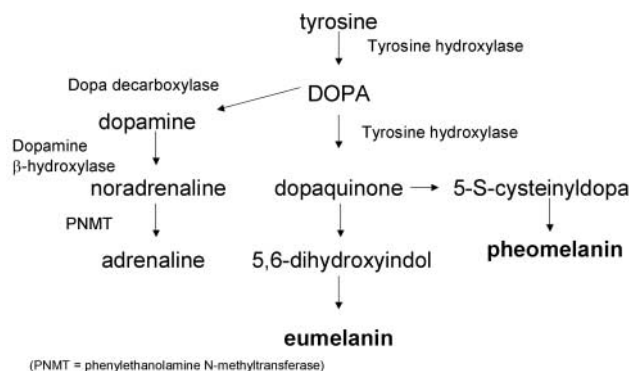 tyrosine
Tyrosine hydroxylase
Dopa decarboxylase
DOPA
dopamine
Tyrosine hydroxylase
Dopamine
β-hydroxylase
noradrenaline
dopaquinone
5-S-cysteinyldopa
PNMT
adrenaline
5,6-dihydroxyindol
pheomelanin
eumelanin
(PNMT = phenylethanolamine N-methyltransferase)